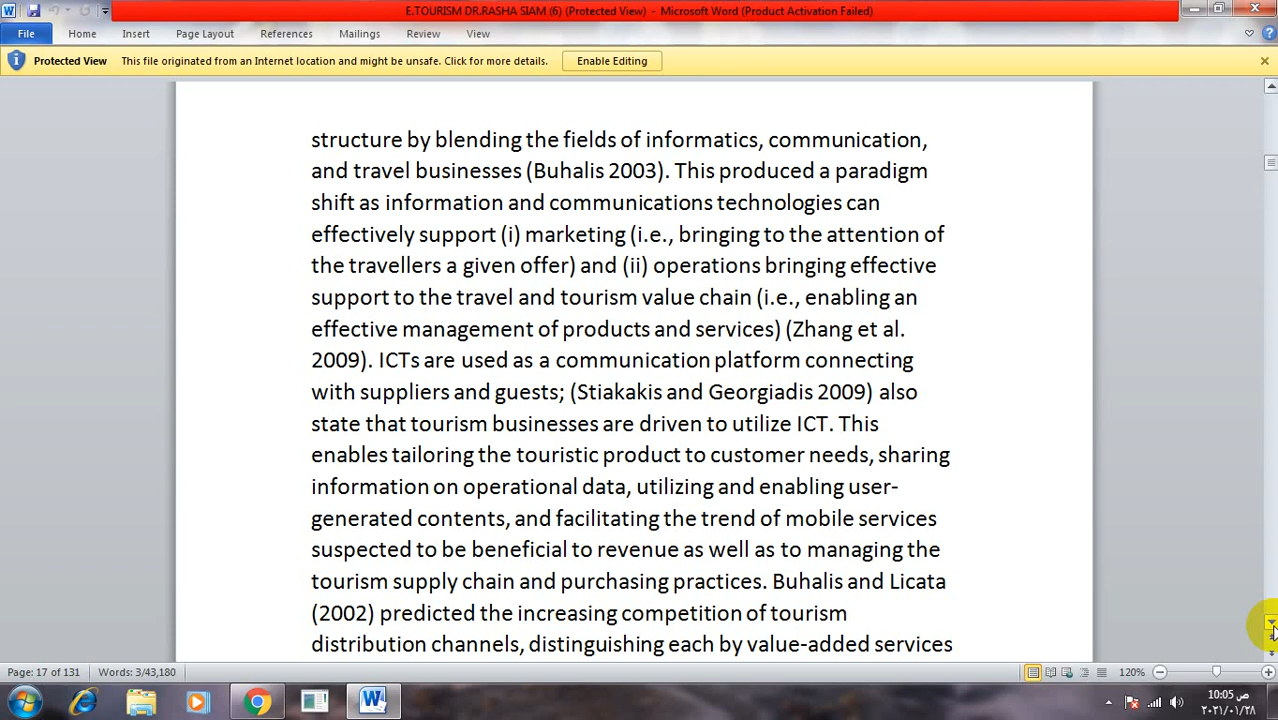 E.TOURISM DR.RASHA SIAM (6) (Protected View) - Microsoft Word (Product Activation Failed)
File Home Insert Page Layout References Mailings Review View
Protected View This file originated from an Internet location and might be unsafe. Click for more details. Enable Editing
structure by blending the fields of informatics, communication,
and travel businesses (Buhalis 2003). This produced a paradigm
shift as information and communications technologies can
effectively support (i) marketing (i.e., bringing to the attention of
the travellers a given offer) and (ii) operations bringing effective
support to the travel and tourism value chain (i.e., enabling an
effective management of products and services) (Zhang et al.
2009). ICTs are used as a communication platform connecting
with suppliers and guests; (Stiakakis and Georgiadis 2009) also
state that tourism businesses are driven to utilize ICT. This
enables tailoring the touristic product to customer needs, sharing
information on operational data, utilizing and enabling user-
generated contents, and facilitating the trend of mobile services
suspected to be beneficial to revenue as well as to managing the
tourism supply chain and purchasing practices. Buhalis and Licata
(2002) predicted the increasing competition of tourism
distribution channels, distinguishing each by value-added services
Page: 17 of 131 Words: 3/43,180 120%
10:05 ص
٢٠٢١/٠١/٢٨